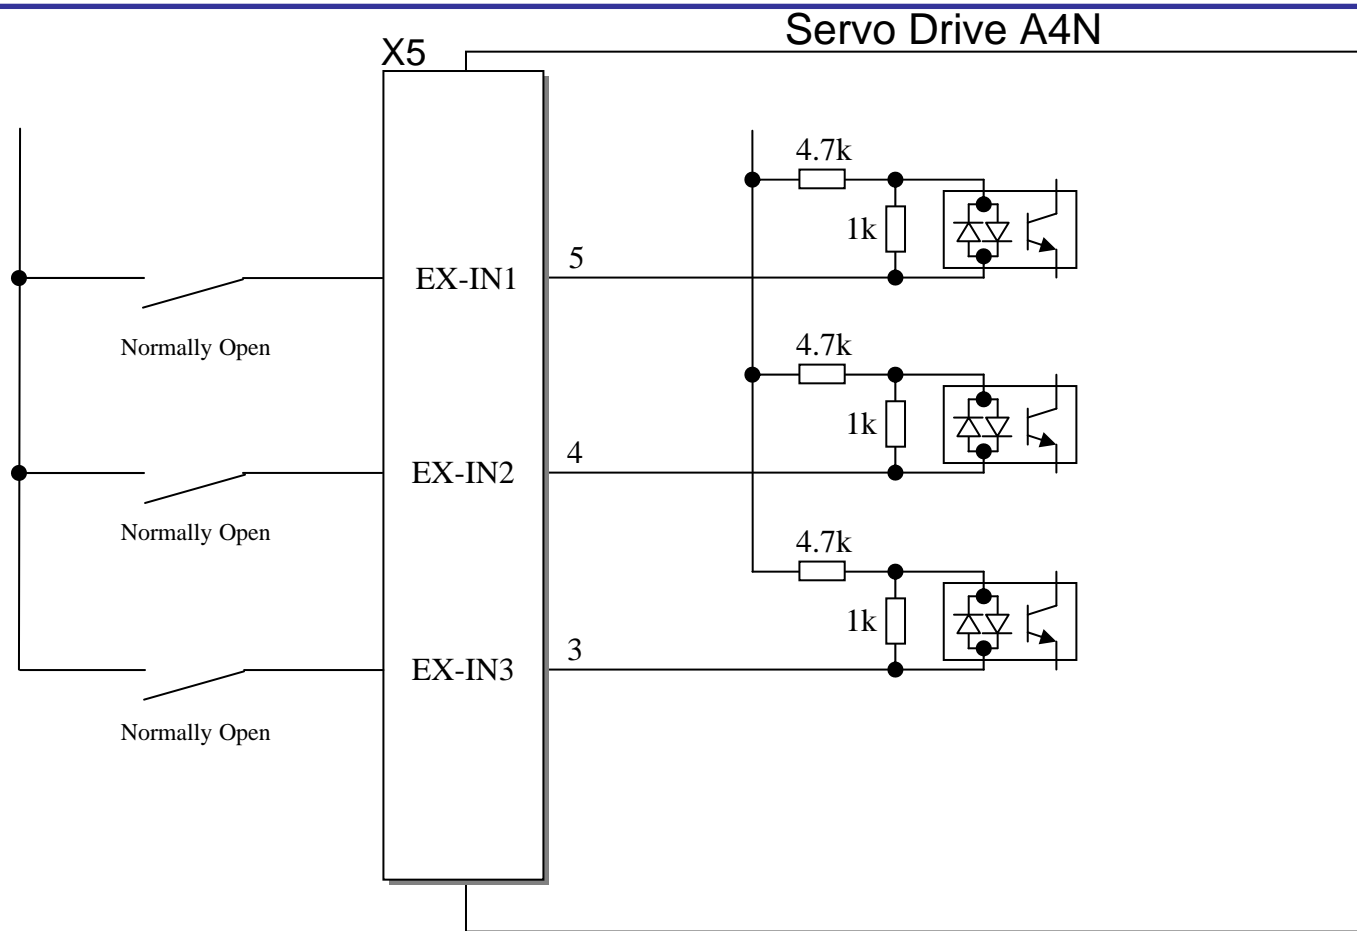 Servo Drive A4N
X5
4.7k
1k
EX-IN1
5
Normally Open
4.7k
1k
EX-IN2
4
Normally Open
4.7k
1k
EX-IN3
3
Normally Open